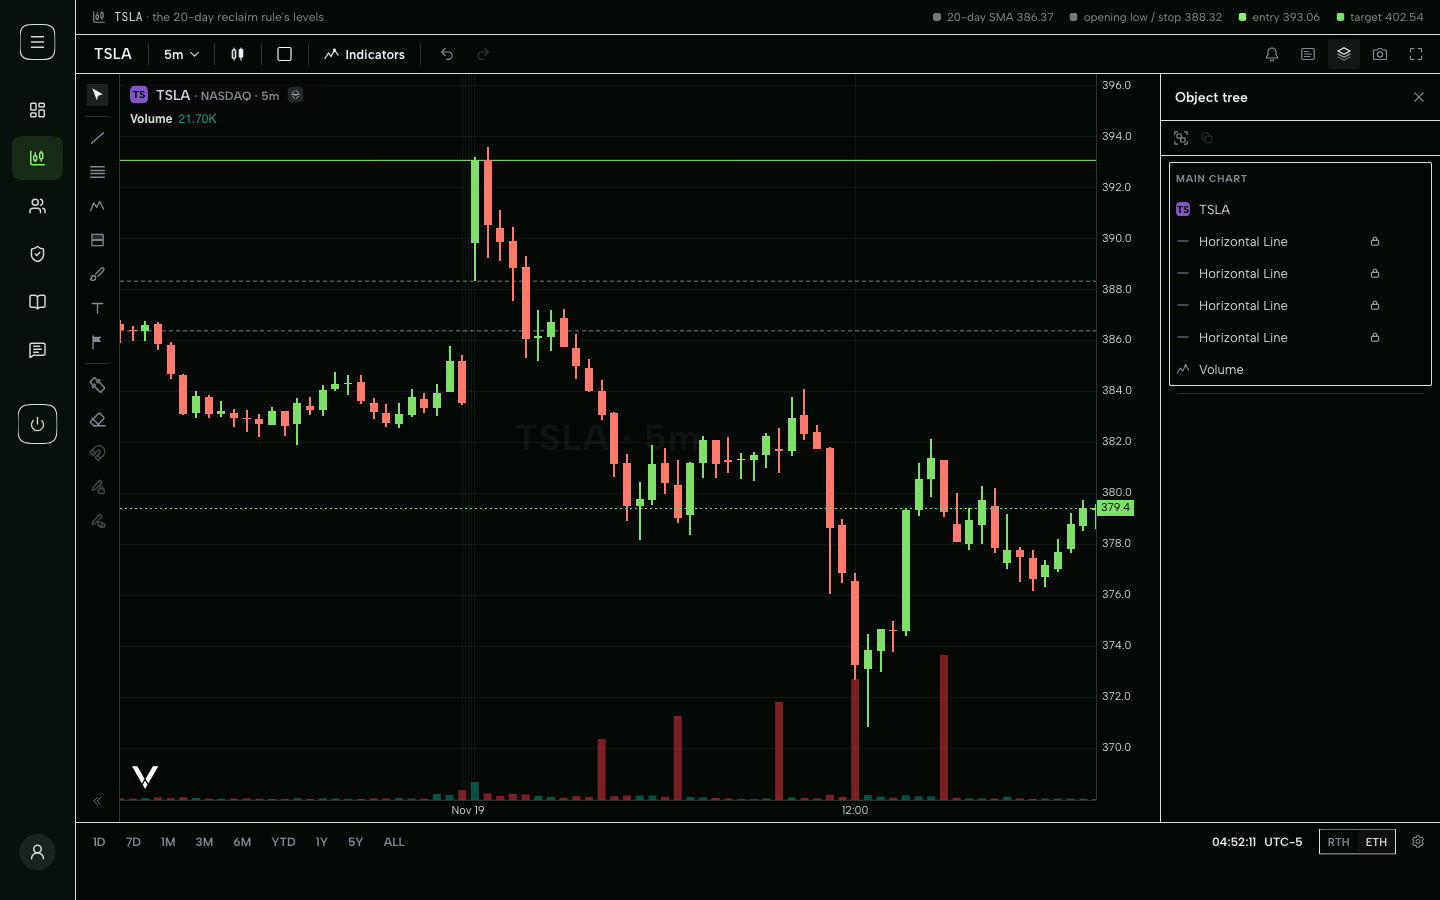 TSLA · the 20-day reclaim rule's levels
20-day SMA 386.37
opening low / stop 388.32
entry 393.06
target 402.54
TSLA
5m
Indicators
TS TSLA · NASDAQ · 5m
Volume 21.70K
TSLA · 5m
396.0
394.0
392.0
390.0
388.0
386.0
384.0
382.0
380.0
379.4
378.0
376.0
374.0
372.0
370.0
Nov 19
12:00
Object tree
MAIN CHART
TS TSLA
Horizontal Line
Horizontal Line
Horizontal Line
Horizontal Line
Volume
1D 7D 1M 3M 6M YTD 1Y 5Y ALL
04:52:11 UTC-5
RTH ETH